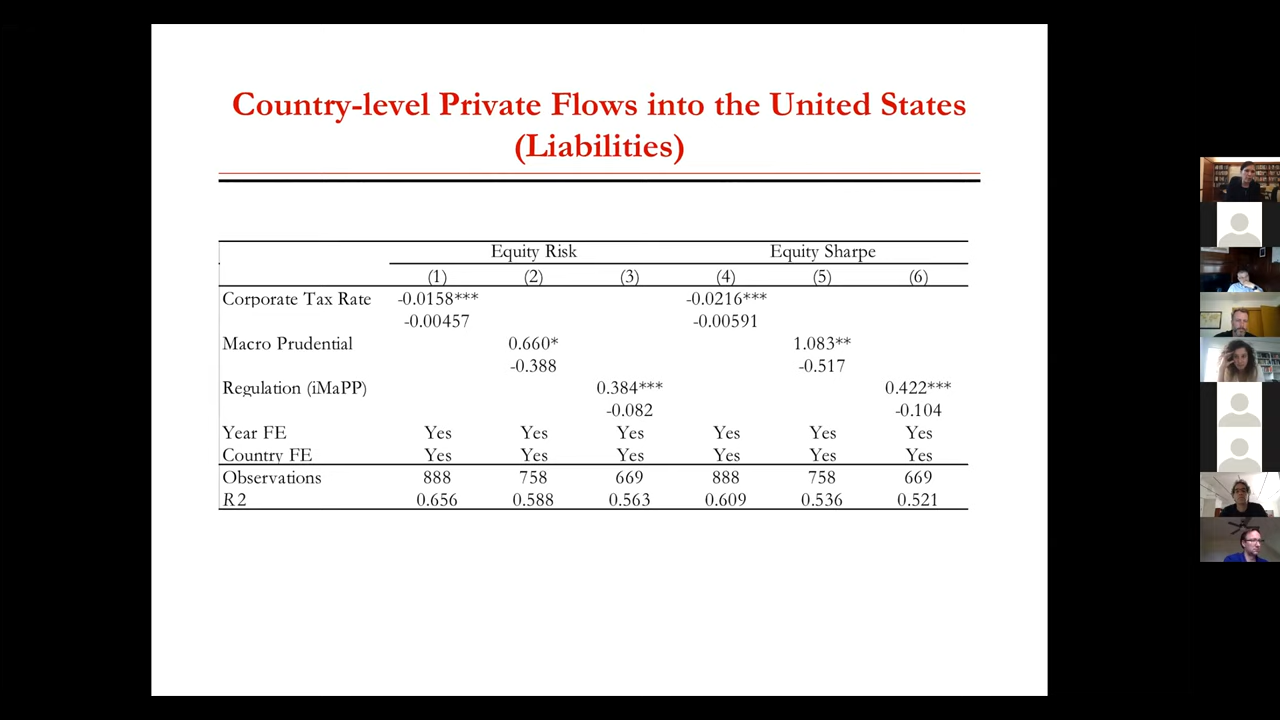 Country-level Private Flows into the United States
(Liabilities)
Equity Risk Equity Sharpe
(1) (2) (3) (4) (5) (6)
Corporate Tax Rate -0.0158*** -0.0216***
-0.00457 -0.00591
Macro Prudential 0.660* 1.083**
-0.388 -0.517
Regulation (iMaPP) 0.384*** 0.422***
-0.082 -0.104
Year FE Yes Yes Yes Yes Yes Yes
Country FE Yes Yes Yes Yes Yes Yes
Observations 888 758 669 888 758 669
R2 0.656 0.588 0.563 0.609 0.536 0.521